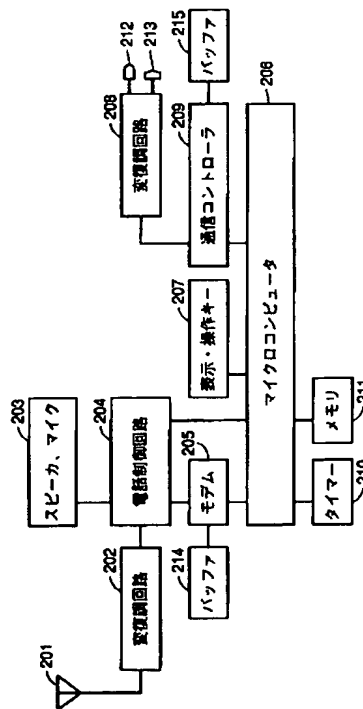 201
202
変復調回路
203
スピーカ、マイク
204
電話制御回路
205
モデム
214
バッファ
207
表示・操作キー
208
変復調回路
212
213
209
通信コントローラ
215
バッファ
206
マイクロコンピュータ
タイマー
210
メモリ
211